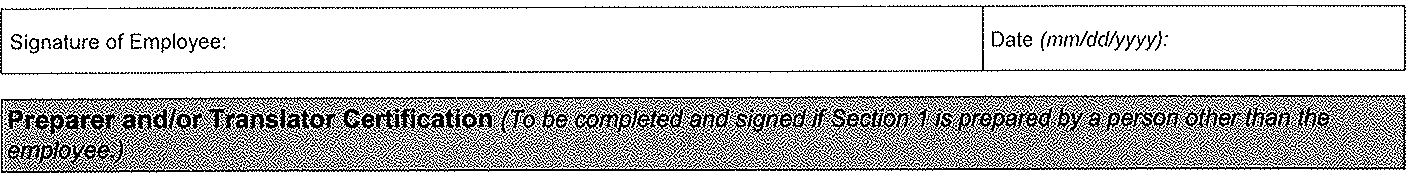 Signature of Employee:
Date (mm/dd/yyyy):
Preparer and/or Translator Certification (To be completed and signed if Section 1 is prepared by a person other than the
employee.)